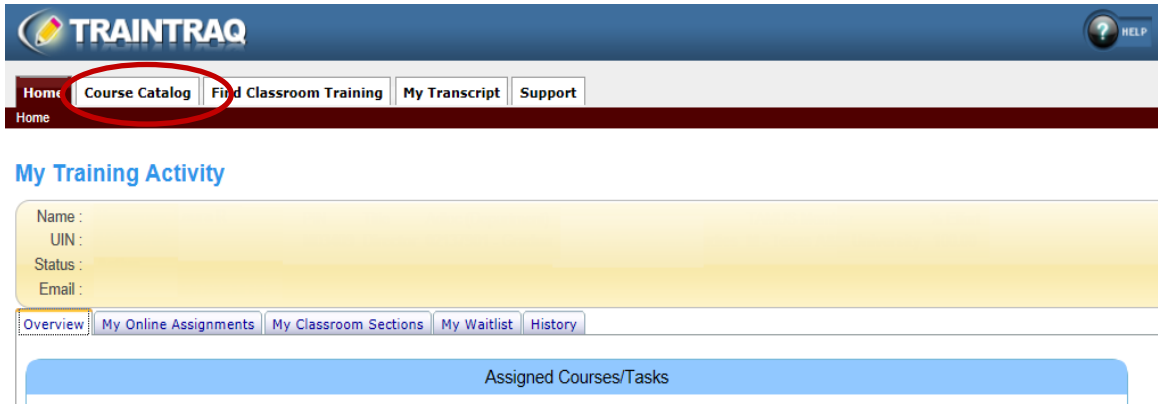 TRAINTRAQ
? HELP
Home Course Catalog Find Classroom Training My Transcript Support
Home
My Training Activity
Name :
UIN :
Status :
Email :
Overview My Online Assignments My Classroom Sections My Waitlist History
Assigned Courses/Tasks